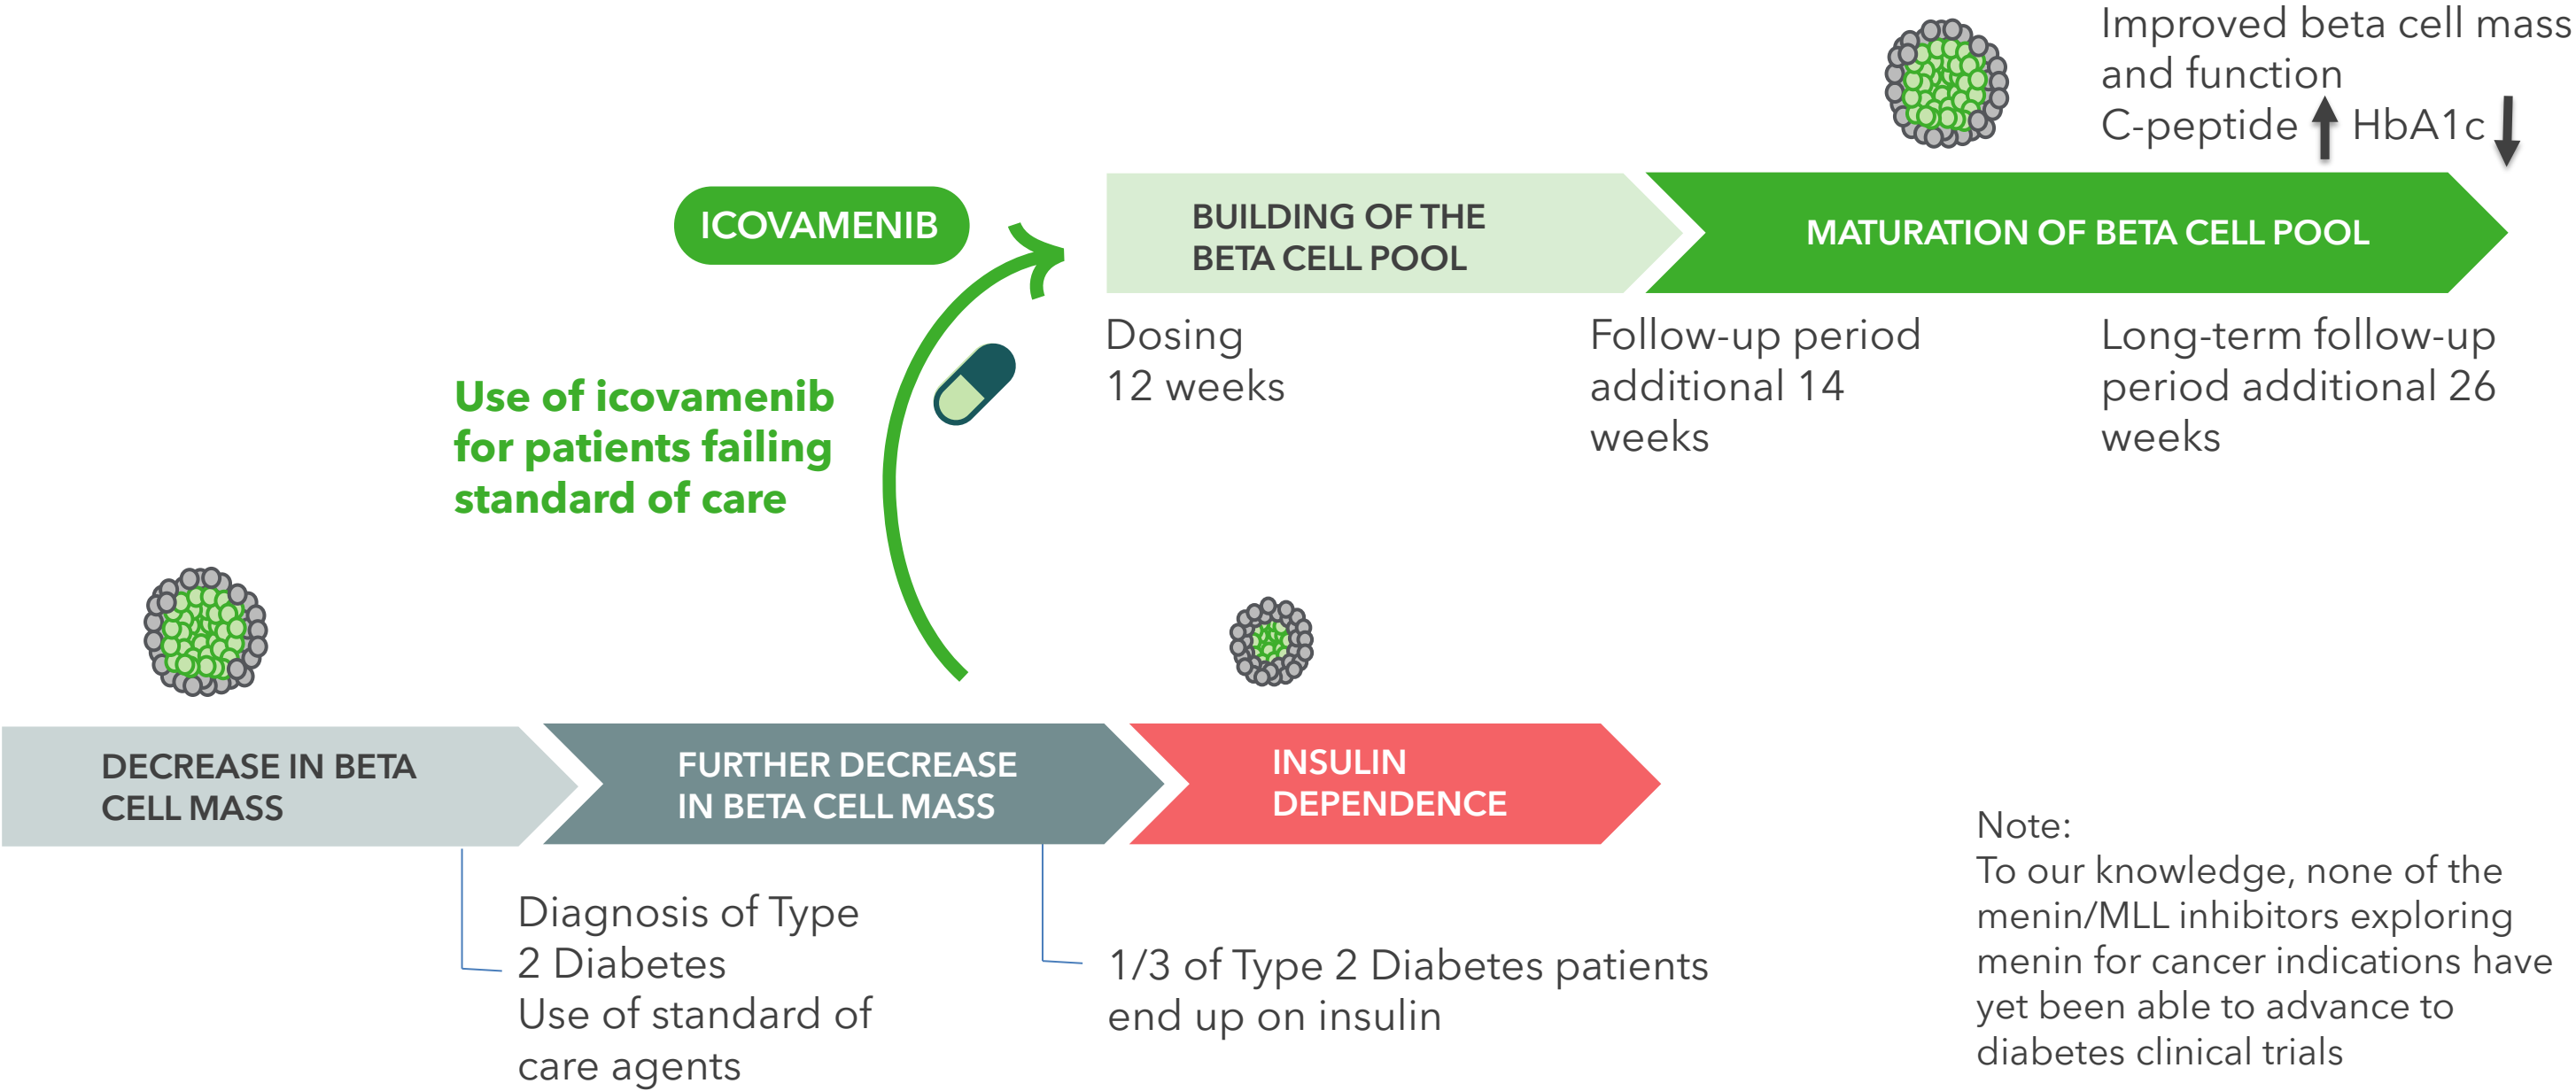 Improved beta cell mass
and function
C-peptide HbA1c
ICOVAMENIB
BUILDING OF THE
BETA CELL POOL
MATURATION OF BETA CELL POOL
Dosing
12 weeks
Follow-up period
additional 14
weeks
Long-term follow-up
period additional 26
weeks
Use of icovamenib
for patients failing
standard of care
DECREASE IN BETA
CELL MASS
FURTHER DECREASE
IN BETA CELL MASS
INSULIN
DEPENDENCE
Diagnosis of Type
2 Diabetes
Use of standard of
care agents
1/3 of Type 2 Diabetes patients
end up on insulin
Note:
To our knowledge, none of the
menin/MLL inhibitors exploring
menin for cancer indications have
yet been able to advance to
diabetes clinical trials